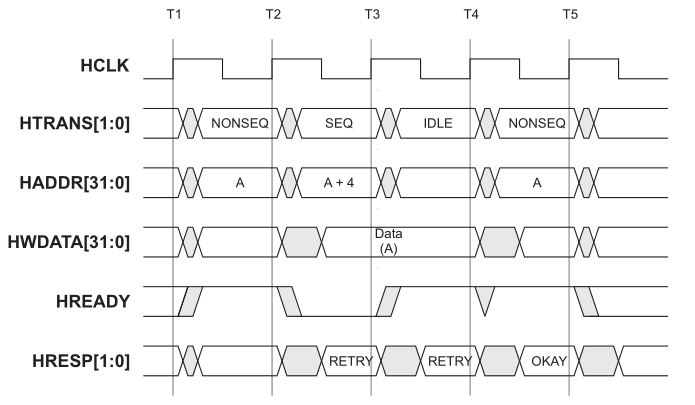 T1 T2 T3 T4 T5
HCLK
HTRANS[1:0] NONSEQ SEQ IDLE NONSEQ
HADDR[31:0] A A + 4 A
HWDATA[31:0] Data
(A)
HREADY
HRESP[1:0] RETRY RETRY OKAY